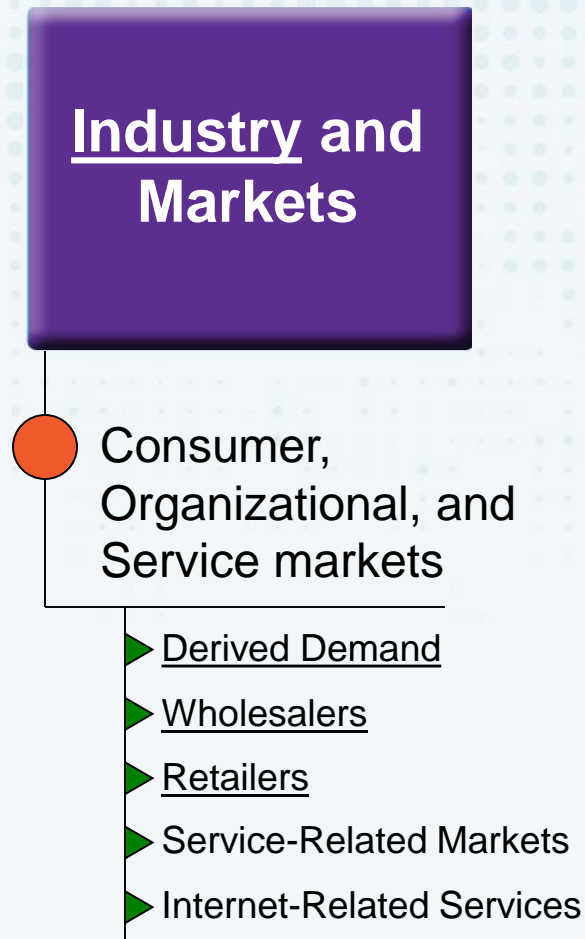 Industry and
Markets
Consumer,
Organizational, and
Service markets
Derived Demand
Wholesalers
Retailers
Service-Related Markets
Internet-Related Services